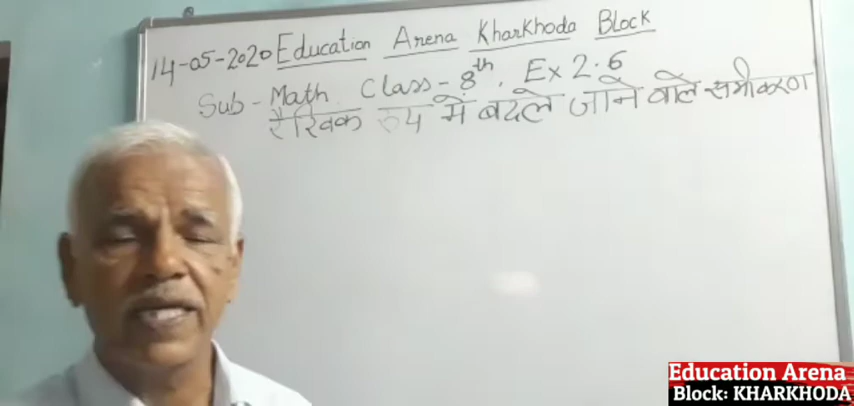 14-05-2020 Education Arena Kharkhoda Block
Sub - Math Class - 8th, Ex 2.6
रैखिक रूप में बदले जाने वाले समीकरण
Education Arena
Block: KHARKHODA